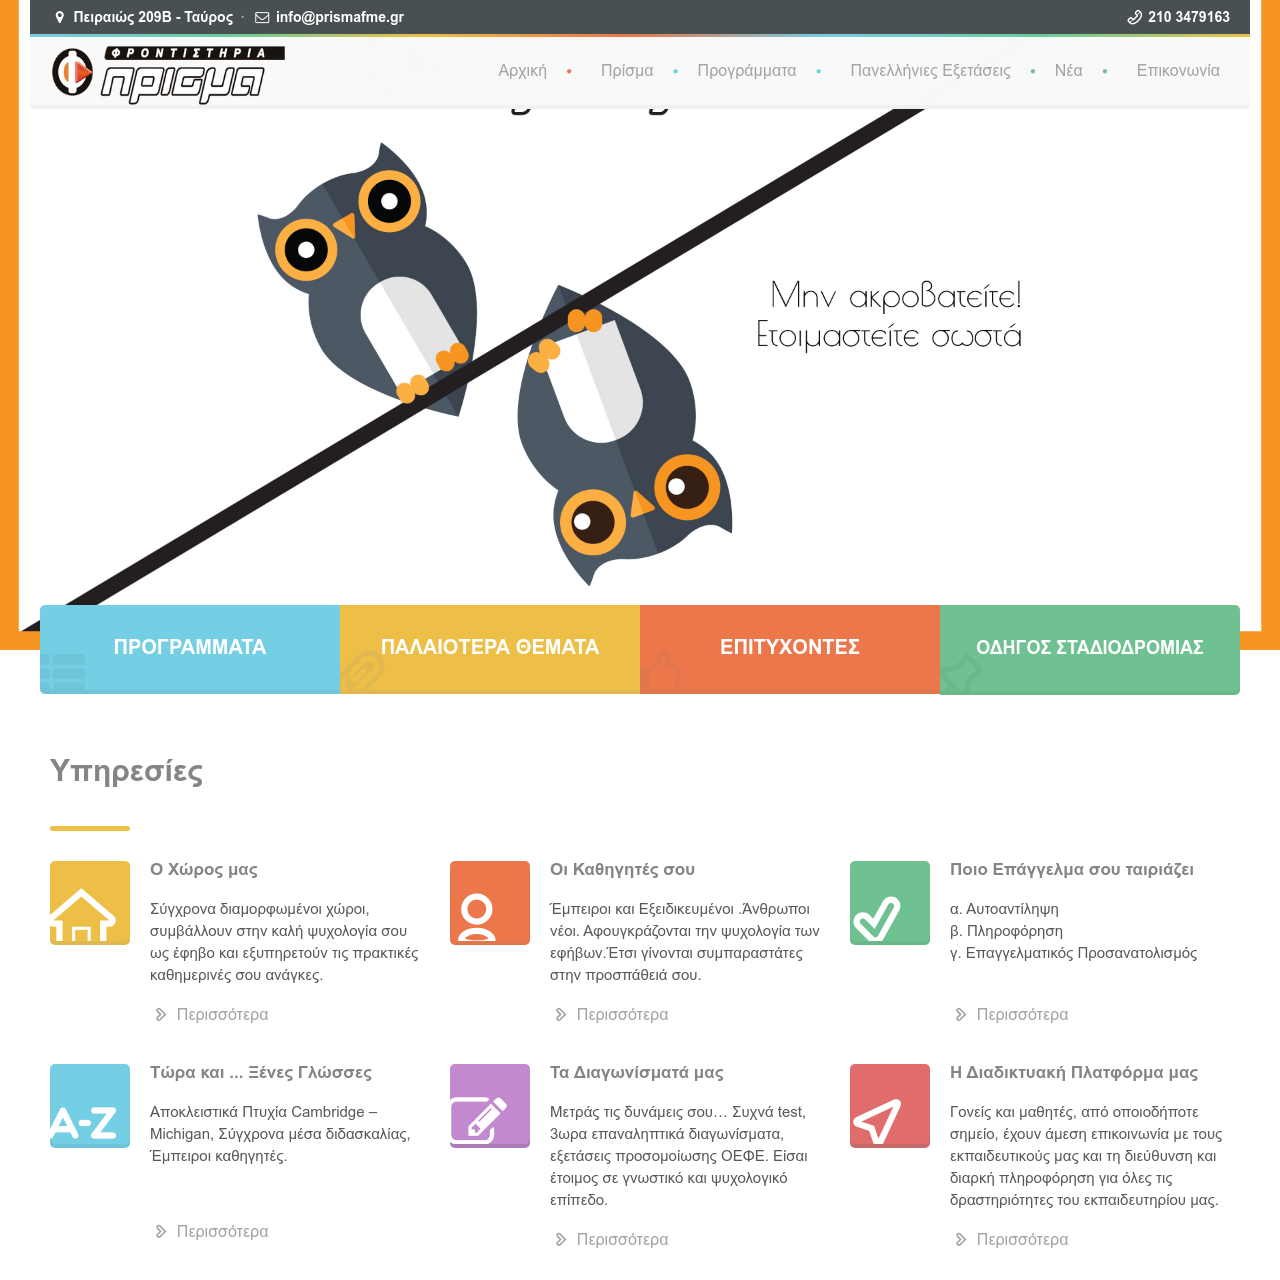 Πειραιώς 209Β - Ταύρος · info@prismafme.gr
210 3479163
ΦΡΟΝΤΙΣΤΗΡΙΑ
πρισμα
Αρχική • Πρίσμα • Προγράμματα • Πανελλήνιες Εξετάσεις • Νέα • Επικονωνία
Μην ακροβατείτε!
Ετοιμαστείτε σωστά
ΠΡΟΓΡΑΜΜΑΤΑ
ΠΑΛΑΙΟΤΕΡΑ ΘΕΜΑΤΑ
ΕΠΙΤΥΧΟΝΤΕΣ
ΟΔΗΓΟΣ ΣΤΑΔΙΟΔΡΟΜΙΑΣ
Υπηρεσίες
Ο Χώρος μας
Σύγχρονα διαμορφωμένοι χώροι,
συμβάλλουν στην καλή ψυχολογία σου
ως έφηβο και εξυπηρετούν τις πρακτικές
καθημερινές σου ανάγκες.
Περισσότερα
Οι Καθηγητές σου
Έμπειροι και Εξειδικευμένοι .Άνθρωποι
νέοι. Αφουγκράζονται την ψυχολογία των
εφήβων.Έτσι γίνονται συμπαραστάτες
στην προσπάθειά σου.
Περισσότερα
Ποιο Επάγγελμα σου ταιριάζει
α. Αυτοαντίληψη
β. Πληροφόρηση
γ. Επαγγελματικός Προσανατολισμός
Περισσότερα
A-Z
Τώρα και ... Ξένες Γλώσσες
Αποκλειστικά Πτυχία Cambridge –
Michigan, Σύγχρονα μέσα διδασκαλίας,
Έμπειροι καθηγητές.
Περισσότερα
Τα Διαγωνίσματά μας
Μετράς τις δυνάμεις σου… Συχνά test,
3ωρα επαναληπτικά διαγωνίσματα,
εξετάσεις προσομοίωσης ΟΕΦΕ. Είσαι
έτοιμος σε γνωστικό και ψυχολογικό
επίπεδο.
Περισσότερα
Η Διαδικτυακή Πλατφόρμα μας
Γονείς και μαθητές, από οποιοδήποτε
σημείο, έχουν άμεση επικοινωνία με τους
εκπαιδευτικούς μας και τη διεύθυνση και
διαρκή πληροφόρηση για όλες τις
δραστηριότητες του εκπαιδευτηρίου μας.
Περισσότερα